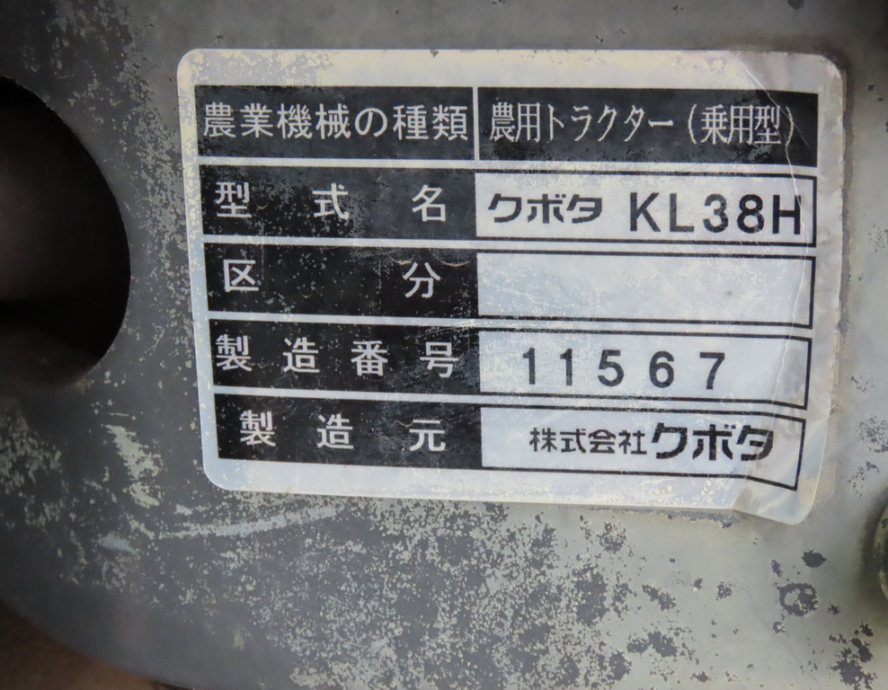 農業機械の種類 農用トラクター(乗用型)
型式名 クボタ KL38H
区分
製造番号 11567
製造元 株式会社クボタ